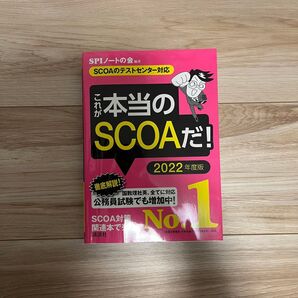 SPIノートの会
SCOAのテストセンター対応
これが
本当の
SCOAだ!
2022年度版
徹底解説!
国数理社英、全てに対応
公務員試験でも増加中!
SCOA対策
関連本で
No.1